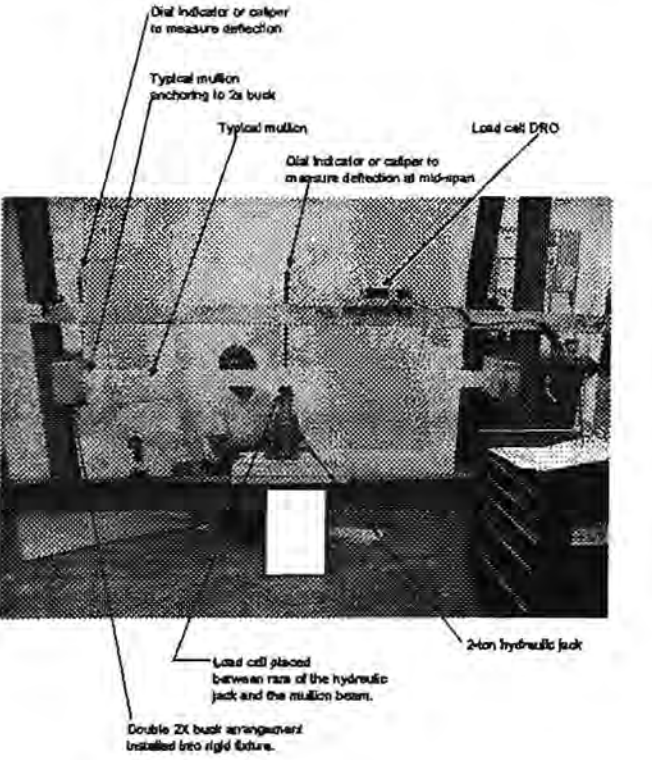 Dial Indicator or caliper
to measure deflection
Typical mullion
anchoring to 2x buck
Typical mullion
Load cell DRO
Dial Indicator or caliper to
measure deflection at mid-span
2-ton hydraulic jack
Load cell placed
between ram of the hydraulic
jack and the mullion beam.
Double 2X buck arrangement
installed into rigid fixture.